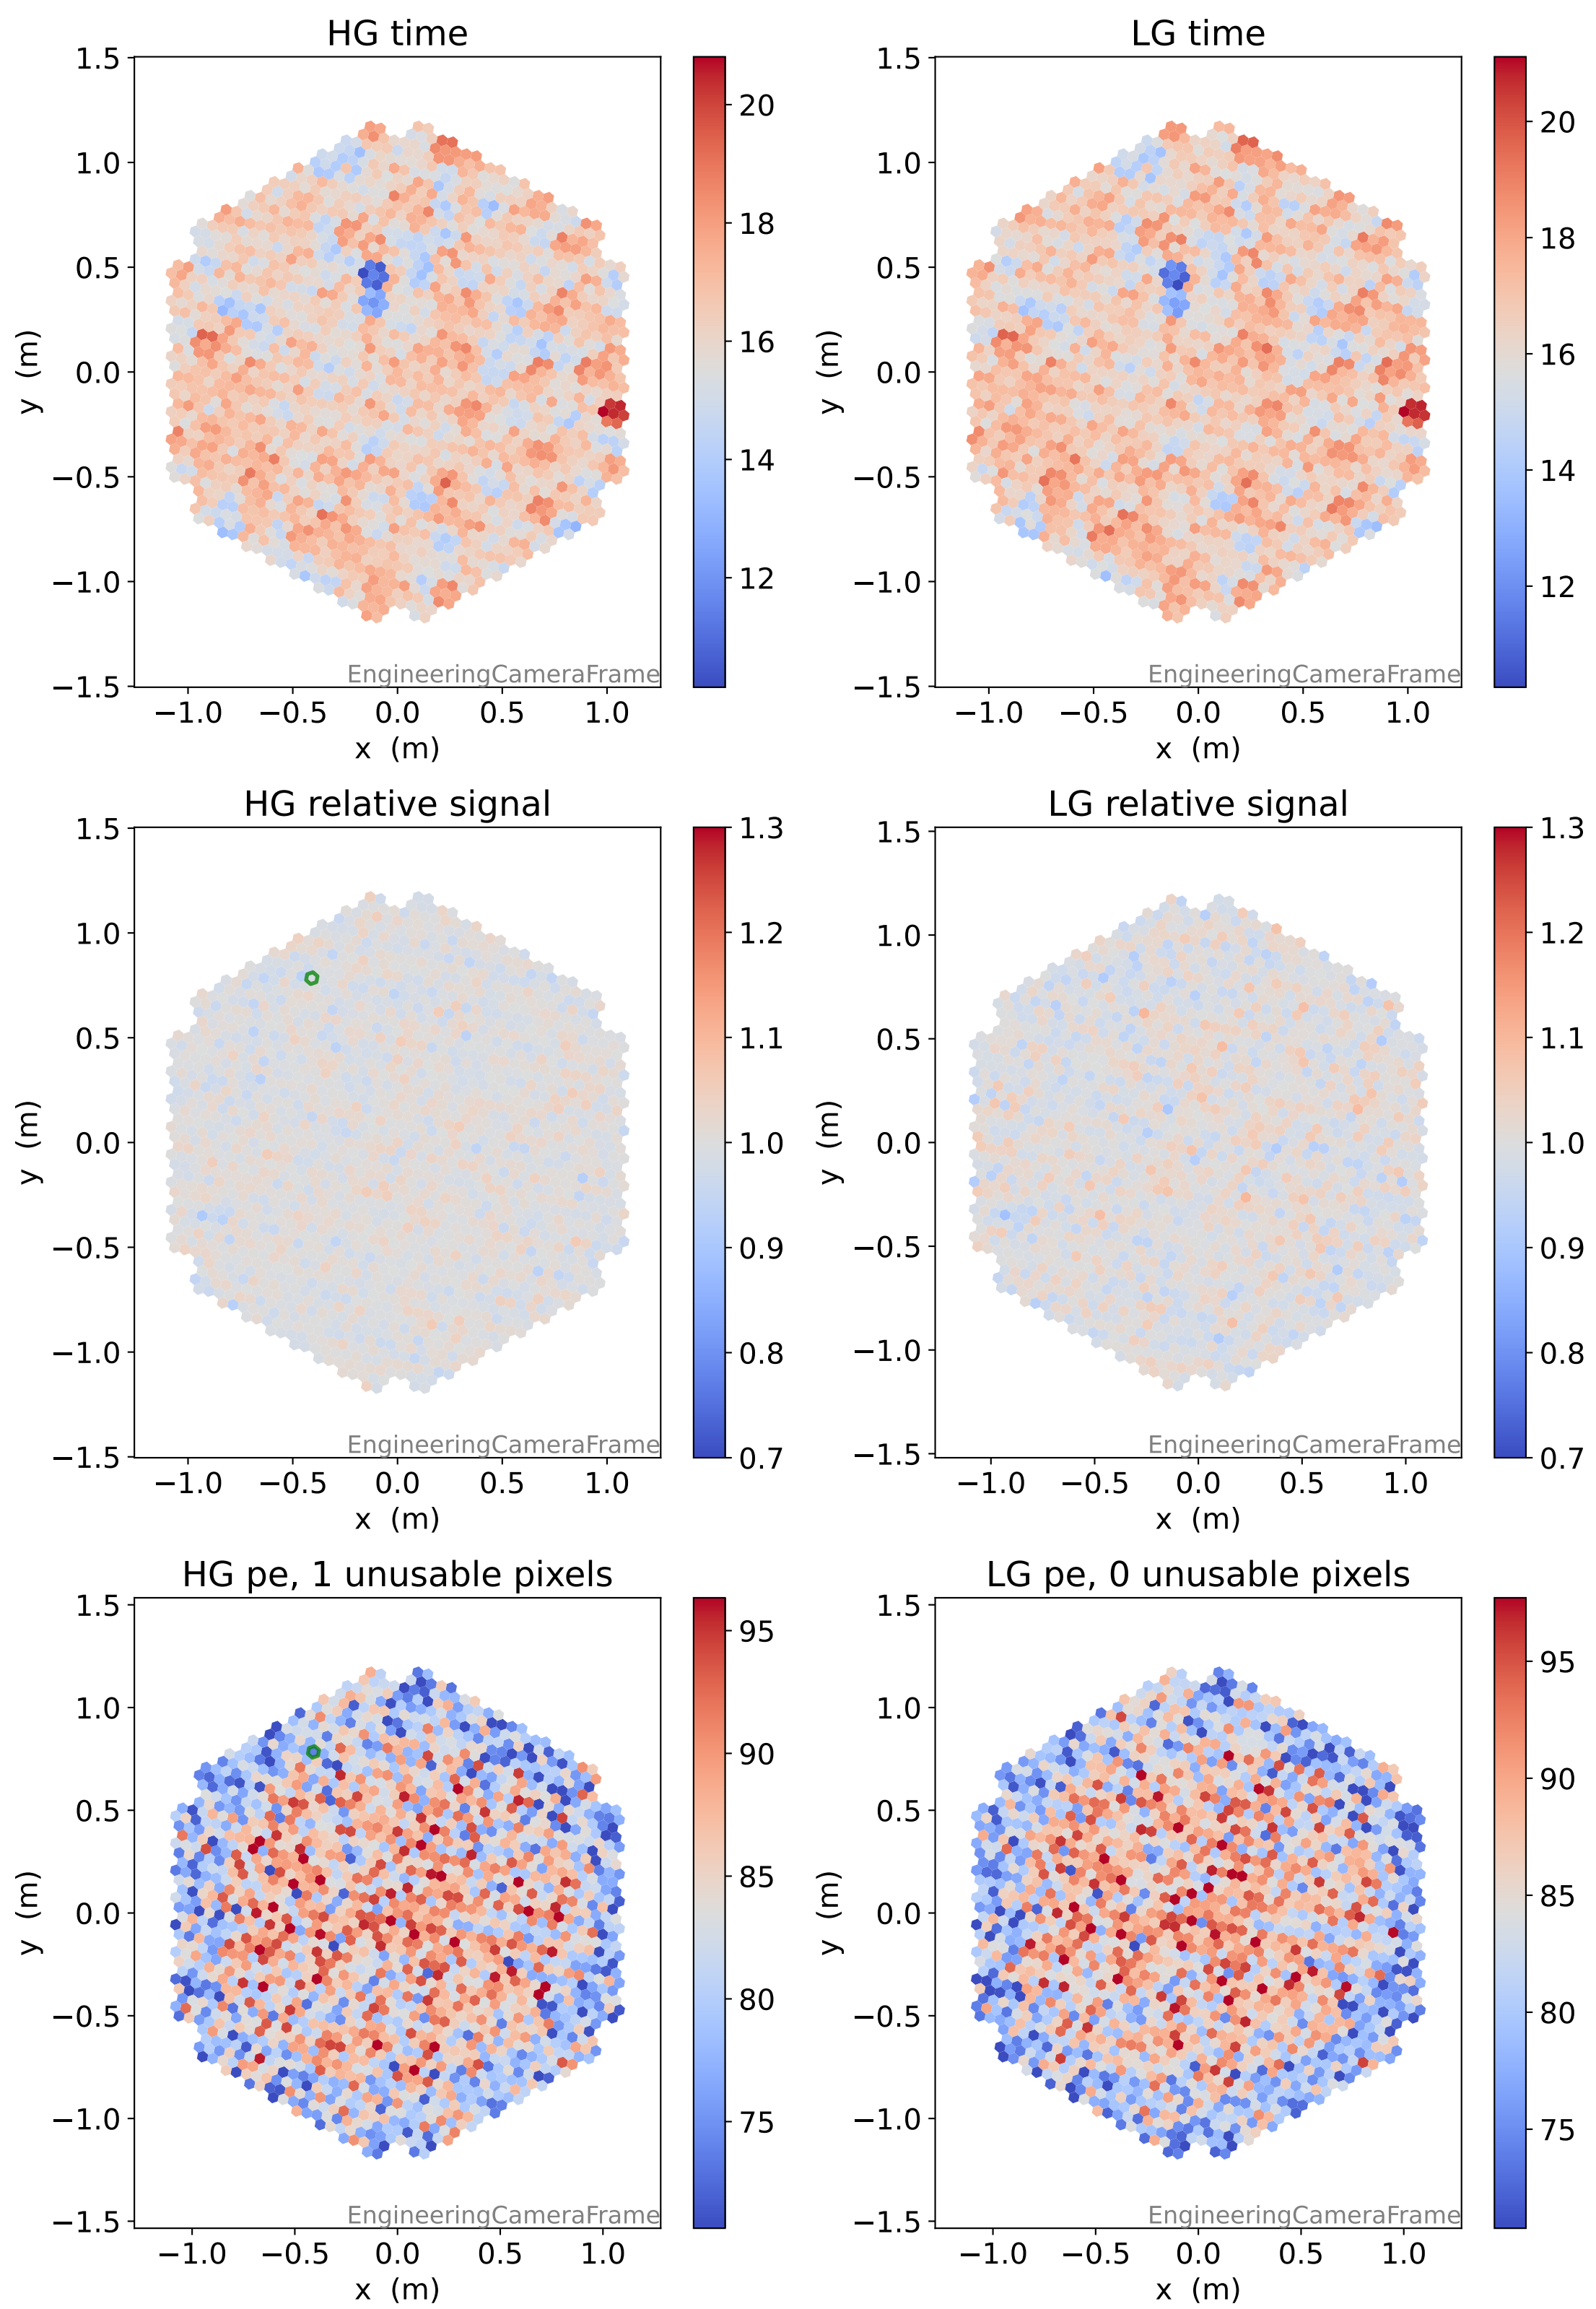 HG time
1.5
1.0
0.5
0.0
−0.5
−1.0
−1.5
y (m)
−1.0 −0.5 0.0 0.5 1.0
x (m)
EngineeringCameraFrame
20
18
16
14
12
LG time
1.5
1.0
0.5
0.0
−0.5
−1.0
−1.5
y (m)
−1.0 −0.5 0.0 0.5 1.0
x (m)
EngineeringCameraFrame
20
18
16
14
12
HG relative signal
1.5
1.0
0.5
0.0
−0.5
−1.0
−1.5
y (m)
−1.0 −0.5 0.0 0.5 1.0
x (m)
EngineeringCameraFrame
1.3
1.2
1.1
1.0
0.9
0.8
0.7
LG relative signal
1.5
1.0
0.5
0.0
−0.5
−1.0
−1.5
y (m)
−1.0 −0.5 0.0 0.5 1.0
x (m)
EngineeringCameraFrame
1.3
1.2
1.1
1.0
0.9
0.8
0.7
HG pe, 1 unusable pixels
1.5
1.0
0.5
0.0
−0.5
−1.0
−1.5
y (m)
−1.0 −0.5 0.0 0.5 1.0
x (m)
EngineeringCameraFrame
95
90
85
80
75
LG pe, 0 unusable pixels
1.5
1.0
0.5
0.0
−0.5
−1.0
−1.5
y (m)
−1.0 −0.5 0.0 0.5 1.0
x (m)
EngineeringCameraFrame
95
90
85
80
75